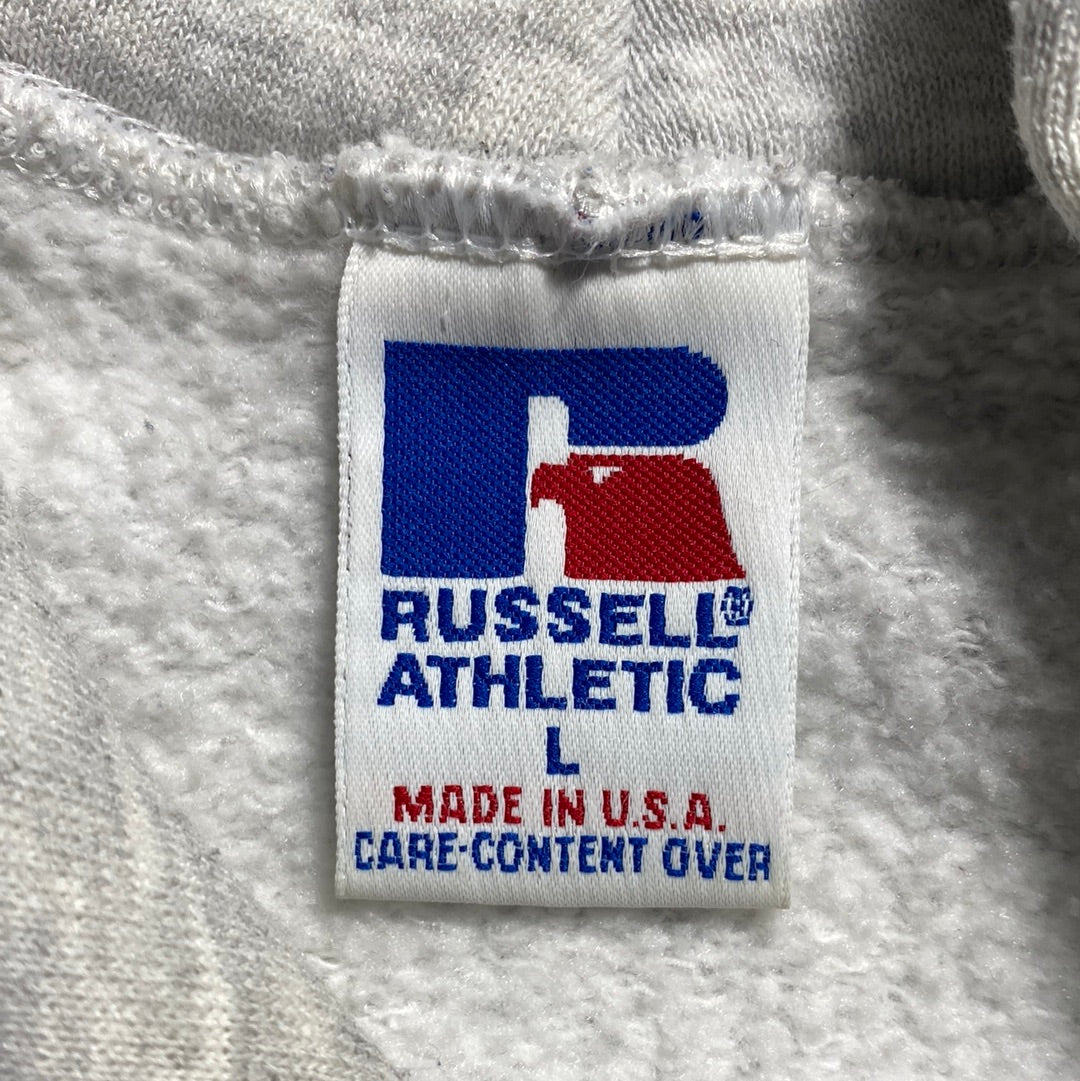 RUSSELL®
ATHLETIC
L
MADE IN U.S.A.
CARE-CONTENT OVER